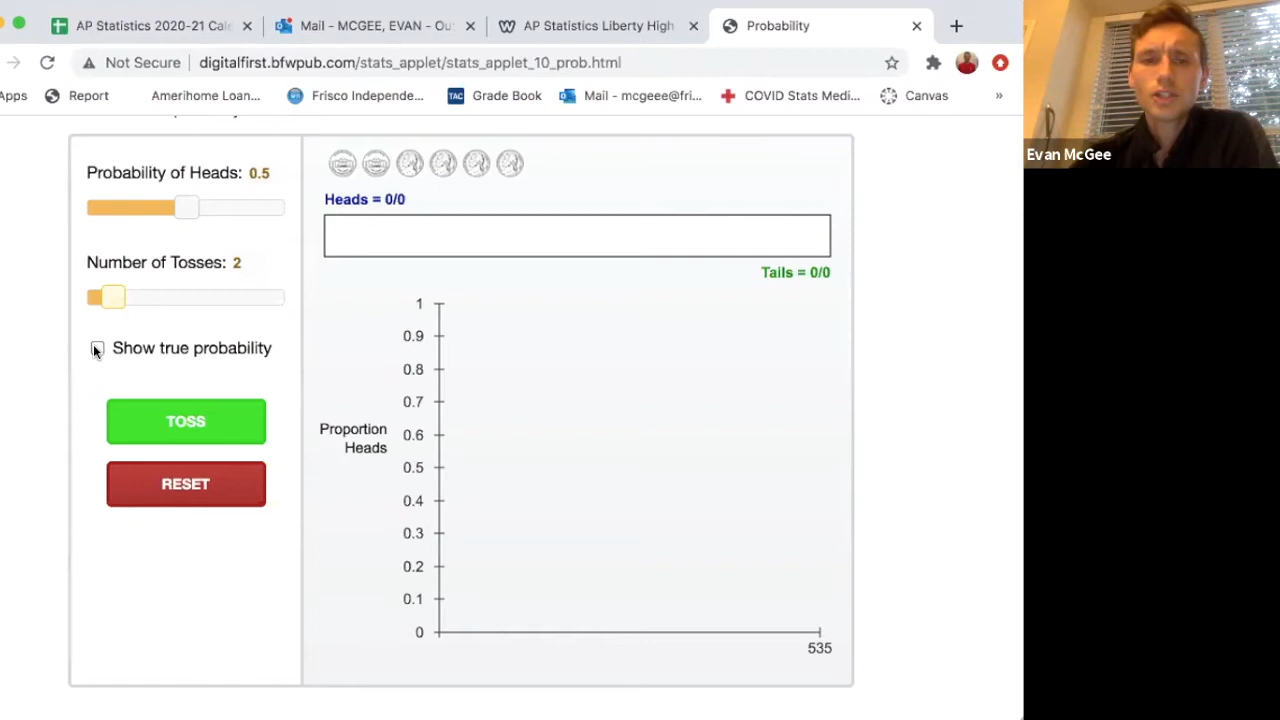 AP Statistics 2020-21 Cal
Mail - MCGEE, EVAN - Ou
AP Statistics Liberty High
Probability
Not Secure
digitalfirst.bfwpub.com/stats_applet/stats_applet_10_prob.html
Apps
Report
Amerihome Loan...
Frisco Independe...
TAC Grade Book
Mail - mcgeee@fri...
COVID Stats Medi...
Canvas
»
Evan McGee
Probability of Heads: 0.5
Number of Tosses: 2
Show true probability
TOSS
RESET
Heads = 0/0
Tails = 0/0
1
0.9
0.8
0.7
0.6
0.5
0.4
0.3
0.2
0.1
0
Proportion
Heads
535